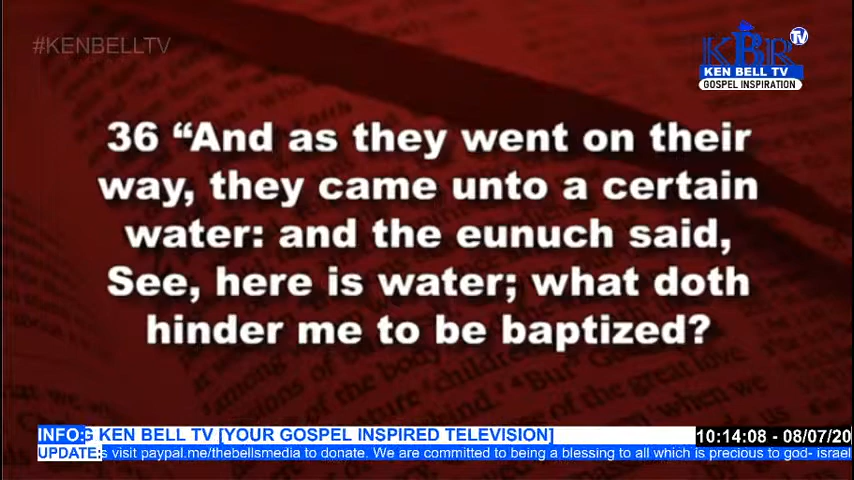 #KENBELLTV
KBR TV
KEN BELL TV
GOSPEL INSPIRATION
36 “And as they went on their
way, they came unto a certain
water: and the eunuch said,
See, here is water; what doth
hinder me to be baptized?
INFO:G KEN BELL TV [YOUR GOSPEL INSPIRED TELEVISION]
10:14:08 - 08/07/20
UPDATE:s visit paypal.me/thebellsmedia to donate. We are committed to being a blessing to all which is precious to god- israel